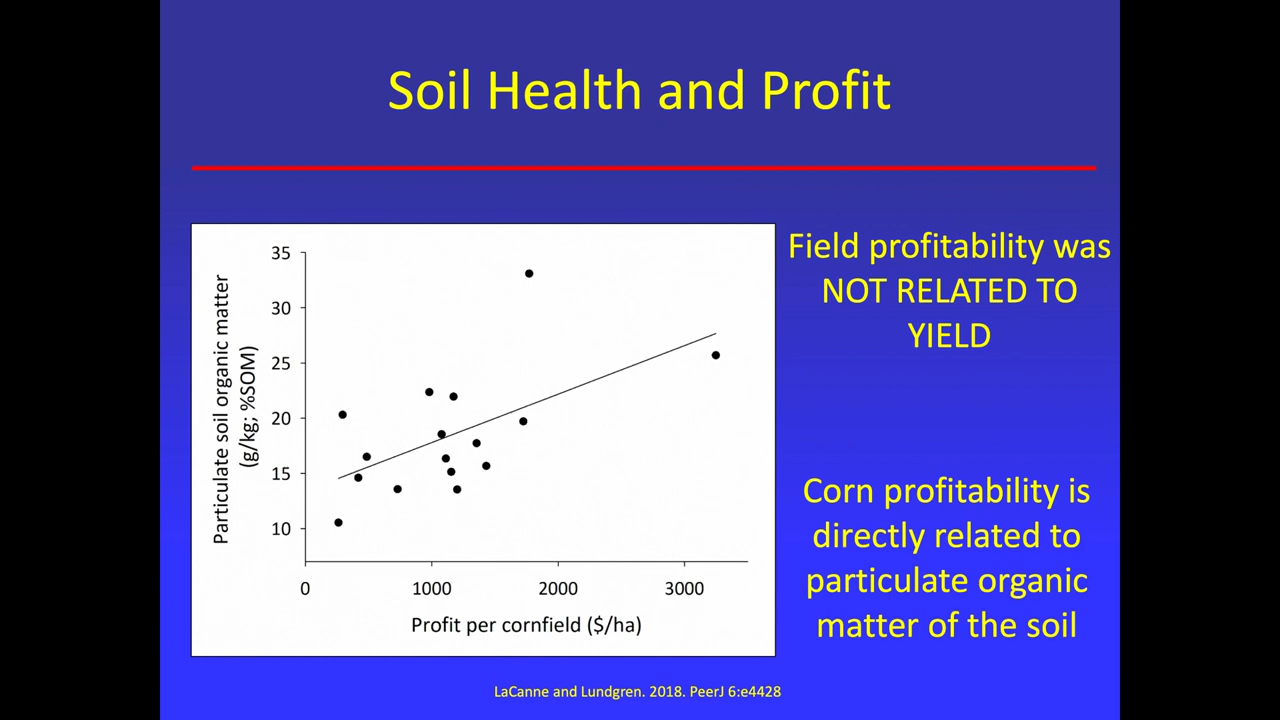 Soil Health and Profit
Field profitability was
NOT RELATED TO
YIELD
Corn profitability is
directly related to
particulate organic
matter of the soil
Particulate soil organic matter
(g/kg; %SOM)
35
30
25
20
15
10
0 1000 2000 3000
Profit per cornfield ($/ha)
LaCanne and Lundgren. 2018. PeerJ 6:e4428